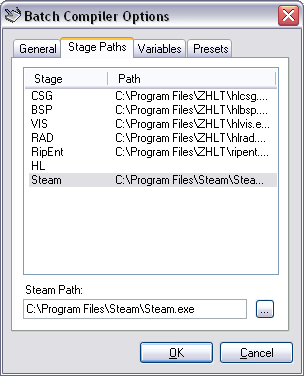 Batch Compiler Options
General Stage Paths Variables Presets
Stage Path
CSG C:\Program Files\ZHLT\hlcsg....
BSP C:\Program Files\ZHLT\hlbsp....
VIS C:\Program Files\ZHLT\hlvis.e...
RAD C:\Program Files\ZHLT\hlrad....
RipEnt C:\Program Files\ZHLT\ripent....
HL
Steam C:\Program Files\Steam\Stea...
Steam Path:
C:\Program Files\Steam\Steam.exe ...
OK Cancel